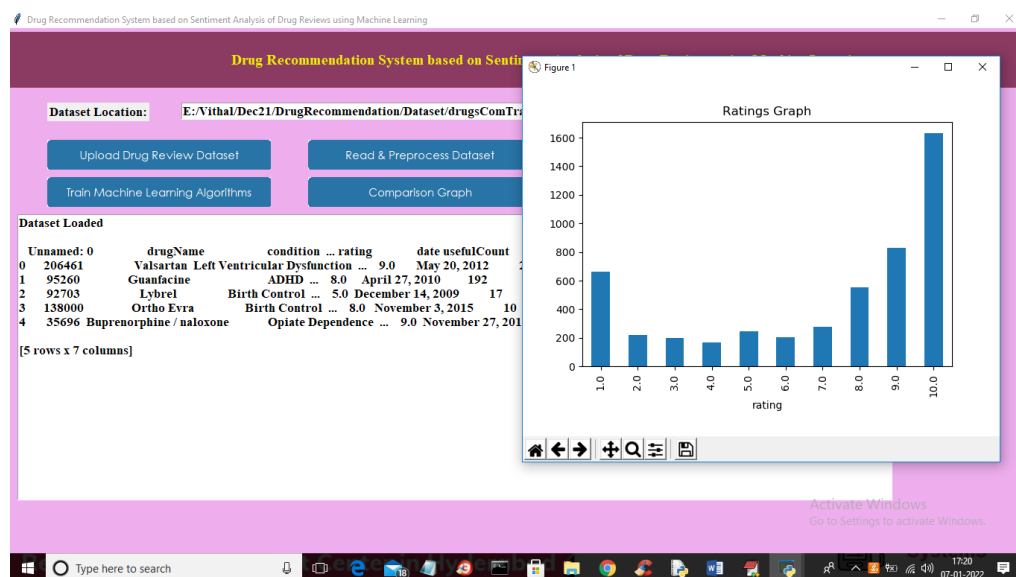 Drug Recommendation System based on Sentiment Analysis of Drug Reviews using Machine Learning
Drug Recommendation System based on Senti
Dataset Location:
E:/Vithal/Dec21/DrugRecommendation/Dataset/drugsComTra
Upload Drug Review Dataset
Read & Preprocess Dataset
Train Machine Learning Algorithms
Comparison Graph
Dataset Loaded
Unnamed: 0 drugName condition ... rating date usefulCount
0 206461 Valsartan Left Ventricular Dysfunction ... 9.0 May 20, 2012
1 95260 Guanfacine ADHD ... 8.0 April 27, 2010 192
2 92703 Lybrel Birth Control ... 5.0 December 14, 2009 17
3 138000 Ortho Evra Birth Control ... 8.0 November 3, 2015 10
4 35696 Buprenorphine / naloxone Opiate Dependence ... 9.0 November 27, 201
[5 rows x 7 columns]
Figure 1
Ratings Graph
1600
1400
1200
1000
800
600
400
200
0
1.0 2.0 3.0 4.0 5.0 6.0 7.0 8.0 9.0 10.0
rating
Activate Windows
Go to Settings to activate Windows.
Type here to search
18
17:20
07-01-2022